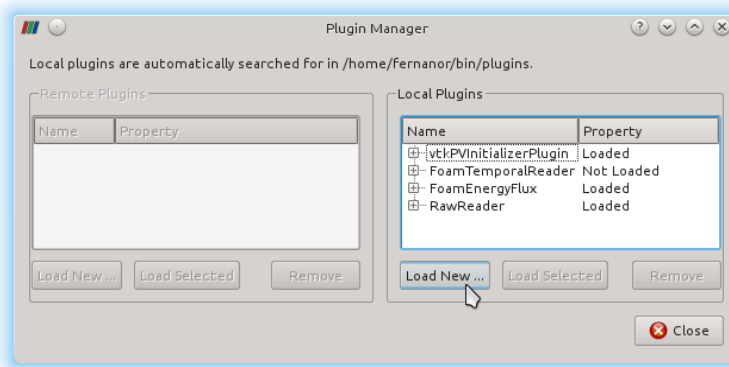 Plugin Manager
Local plugins are automatically searched for in /home/fernanor/bin/plugins.
Remote Plugins
Name Property
Load New ... Load Selected Remove
Local Plugins
Name Property
vtkPVInitializerPlugin Loaded
FoamTemporalReader Not Loaded
FoamEnergyFlux Loaded
RawReader Loaded
Load New ... Load Selected Remove
Close